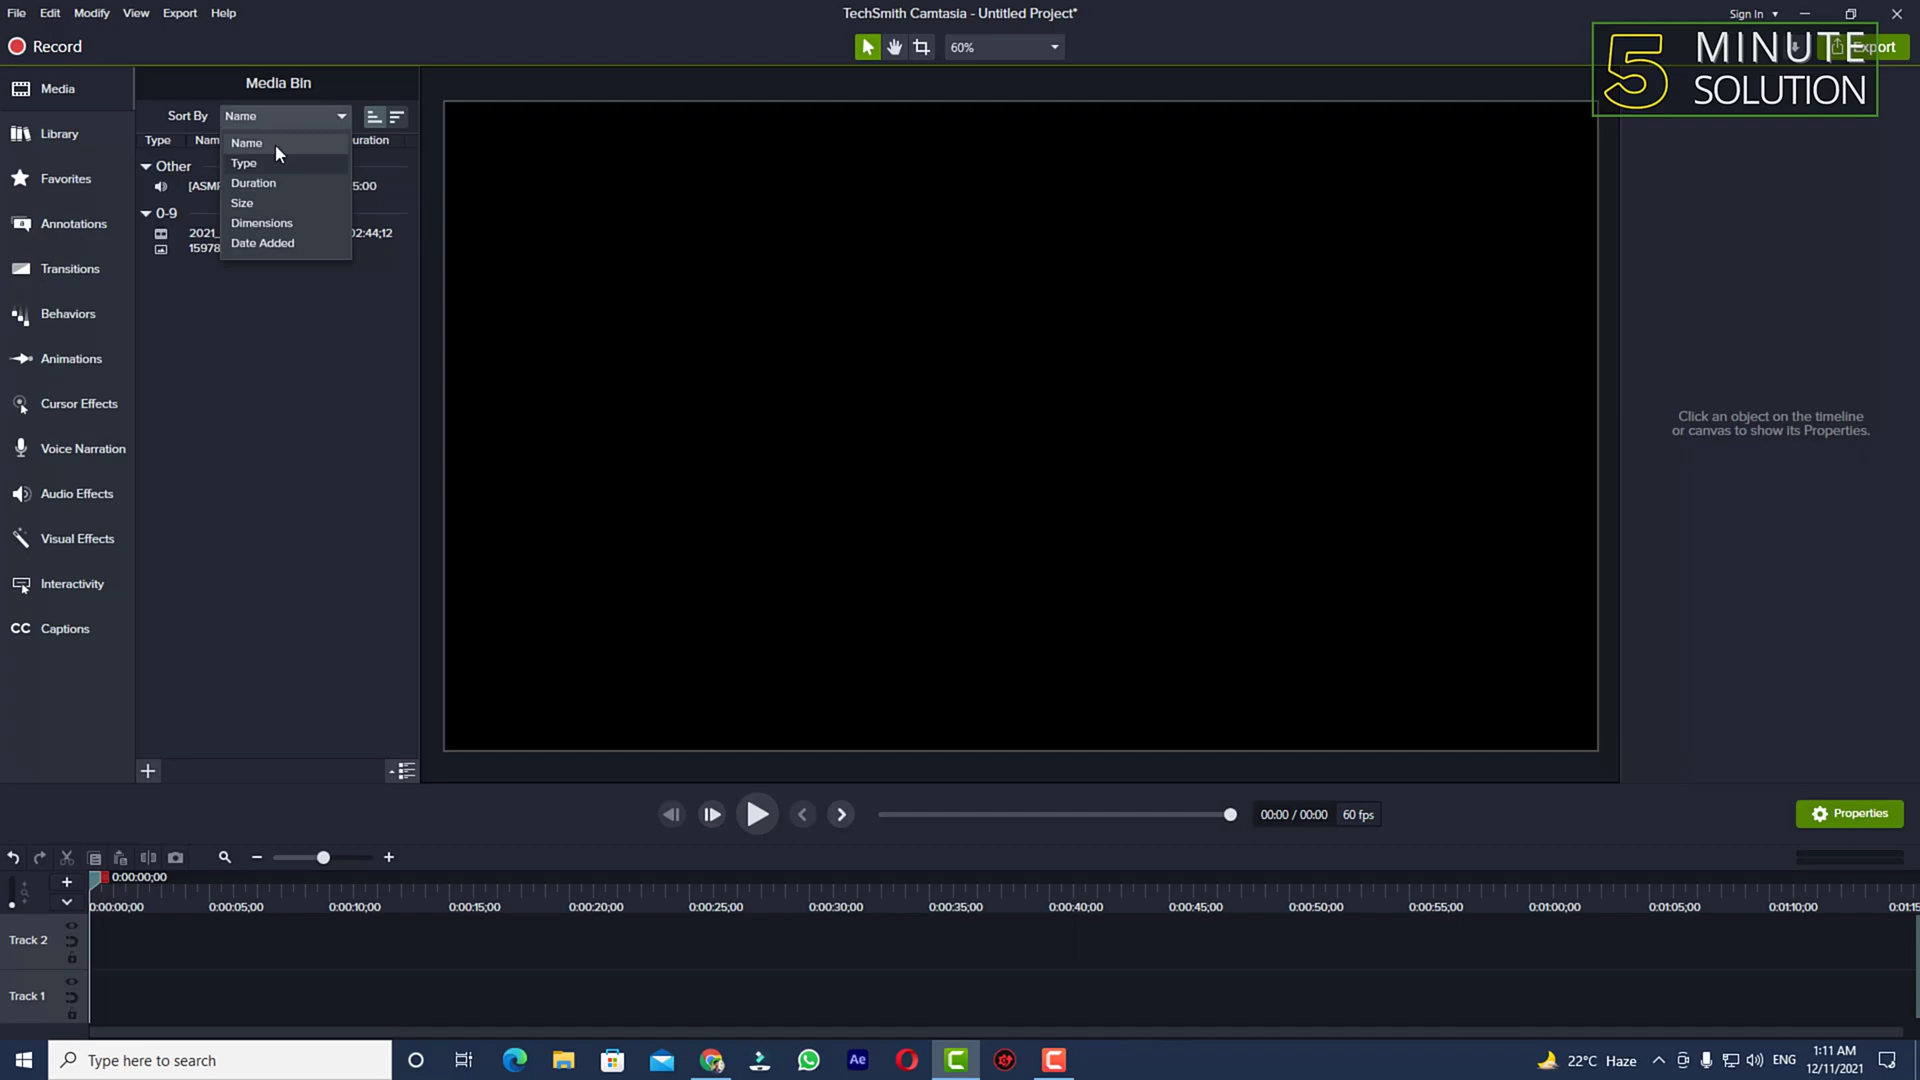 File Edit Modify View Export Help
TechSmith Camtasia - Untitled Project*
Sign In
Record
60%
Export
5 MINUTE SOLUTION
Media
Library
Favorites
Annotations
Transitions
Behaviors
Animations
Cursor Effects
Voice Narration
Audio Effects
Visual Effects
Interactivity
Captions
Media Bin
Sort By Name
Type
Name
Type
Duration
Size
Dimensions
Date Added
Other
0-9
2021_
15978
Click an object on the timeline
or canvas to show its Properties.
00:00 / 00:00 60 fps
Properties
0:00:00;00
0:00:00;00 0:00:05;00 0:00:10;00 0:00:15;00 0:00:20;00 0:00:25;00 0:00:30;00 0:00:35;00 0:00:40;00 0:00:45;00 0:00:50;00 0:00:55;00 0:01:00;00 0:01:05;00 0:01:10;00
Track 2
Track 1
Type here to search
Ae
22°C Haze
ENG
1:11 AM
12/11/2021